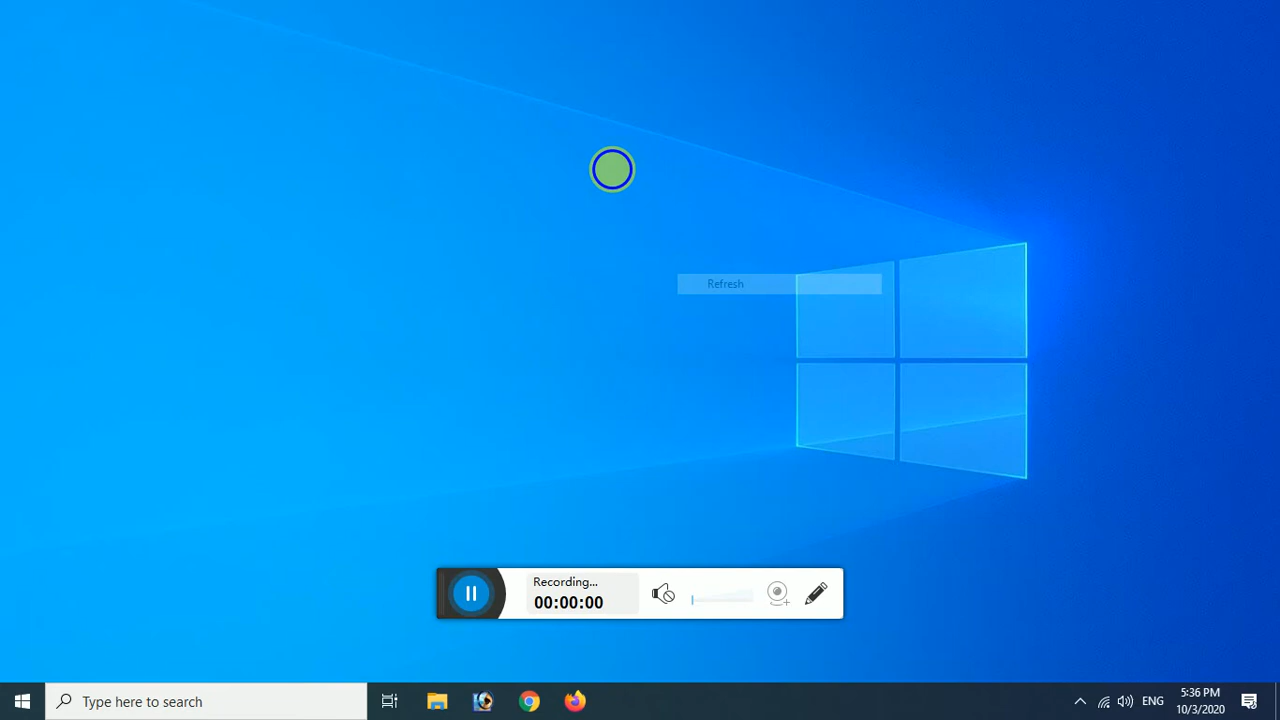 Refresh
Recording...
00:00:00
Type here to search
ENG
5:36 PM
10/3/2020